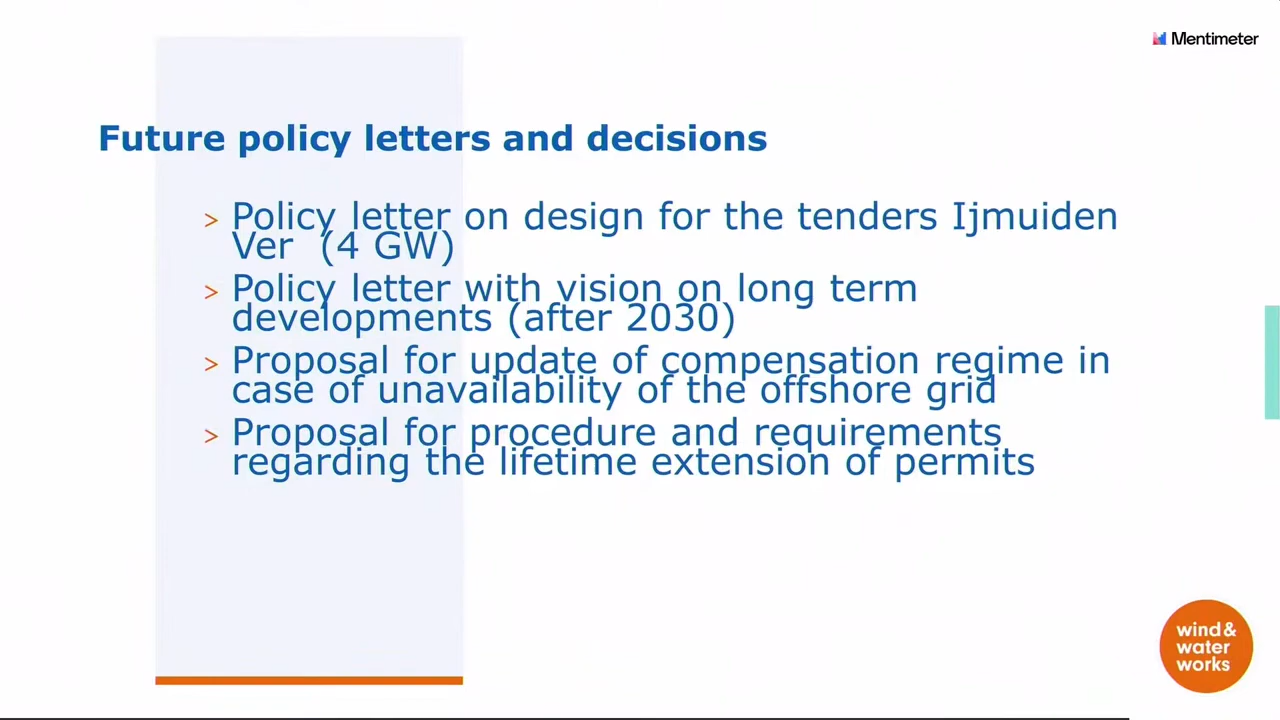 Mentimeter
Future policy letters and decisions
> Policy letter on design for the tenders Ijmuiden
Ver (4 GW)
> Policy letter with vision on long term
developments (after 2030)
> Proposal for update of compensation regime in
case of unavailability of the offshore grid
> Proposal for procedure and requirements
regarding the lifetime extension of permits
wind &
water
works